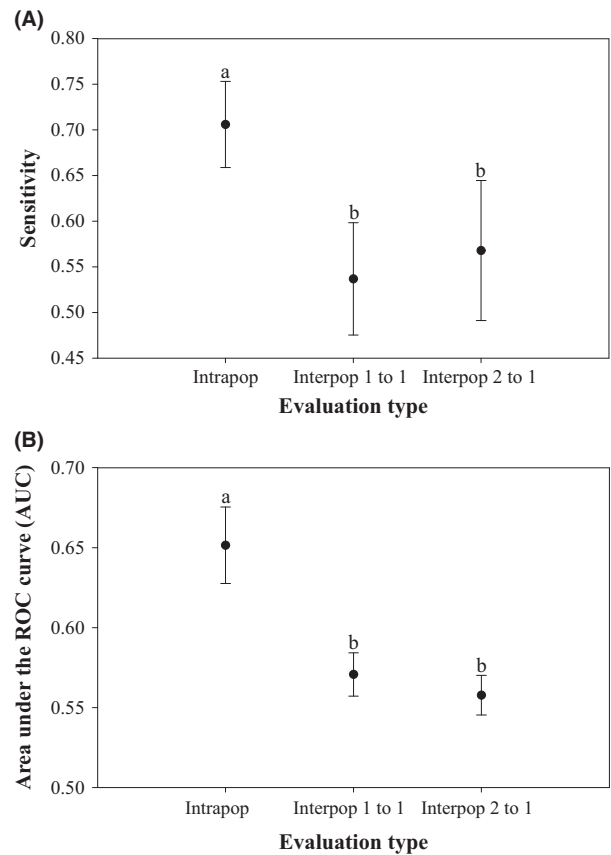 (A)
0.80
0.75
0.70
0.65
0.60
0.55
0.50
0.45
Sensitivity
a
b
b
Intrapop Interpop 1 to 1 Interpop 2 to 1
Evaluation type
(B)
0.70
0.65
0.60
0.55
0.50
Area under the ROC curve (AUC)
a
b
b
Intrapop Interpop 1 to 1 Interpop 2 to 1
Evaluation type